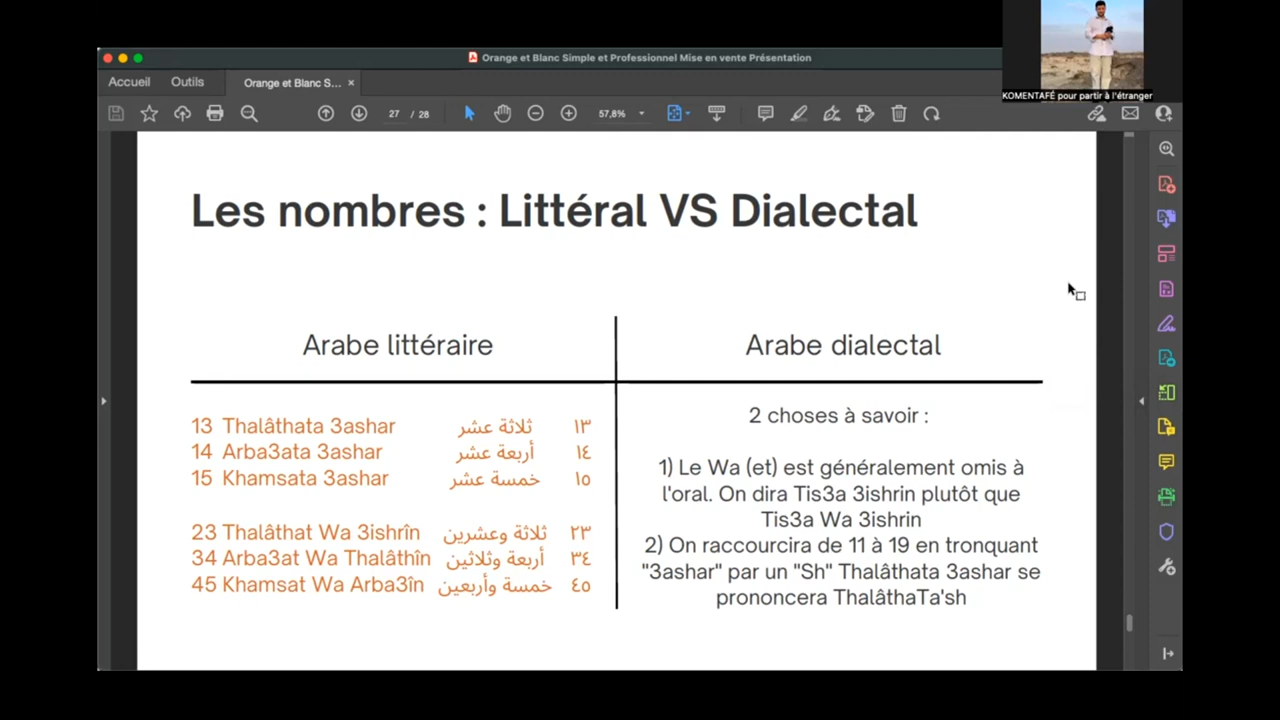 KOMENTAFÉ pour partir à l'étranger
Orange et Blanc Simple et Professionnel Mise en vente Présentation
Accueil Outils Orange et Blanc S... ×
27 / 28 57,8%
Les nombres : Littéral VS Dialectal
Arabe littéraire
13 Thalâthata 3ashar ثلاثة عشر ١٣
14 Arba3ata 3ashar أربعة عشر ١٤
15 Khamsata 3ashar خمسة عشر ١٥
23 Thalâthat Wa 3ishrîn ثلاثة وعشرين ٢٣
34 Arba3at Wa Thalâthîn أربعة وثلاثين ٣٤
45 Khamsat Wa Arba3în خمسة وأربعين ٤٥
Arabe dialectal
2 choses à savoir :
1) Le Wa (et) est généralement omis à
l'oral. On dira Tis3a 3ishrin plutôt que
Tis3a Wa 3ishrin
2) On raccourcira de 11 à 19 en tronquant
"3ashar" par un "Sh" Thalâthata 3ashar se
prononcera ThalâthaTa'sh